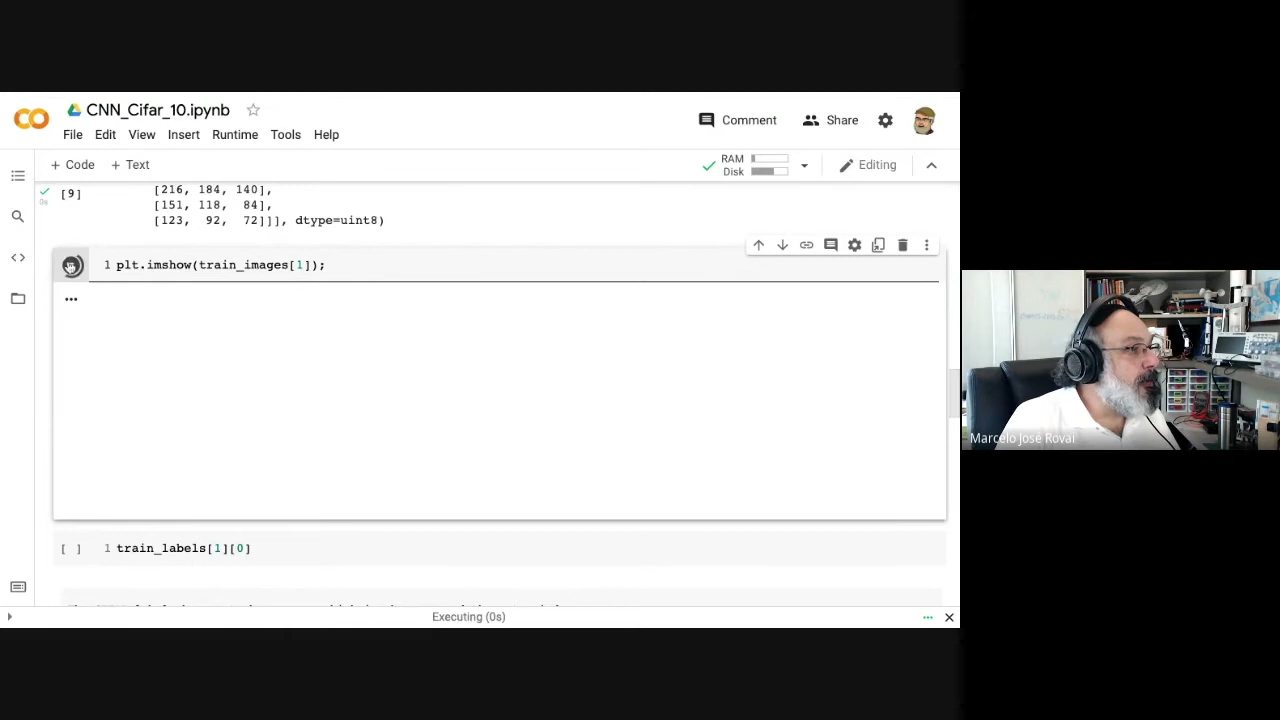 CNN_Cifar_10.ipynb
File Edit View Insert Runtime Tools Help
Comment Share
+ Code + Text
RAM
Disk
Editing
[9]
[216, 184, 140],
[151, 118, 84],
[123, 92, 72]]], dtype=uint8)
0s
1 plt.imshow(train_images[1]);
...
[ ] 1 train_labels[1][0]
Executing (0s)
Marcelo José Rovai